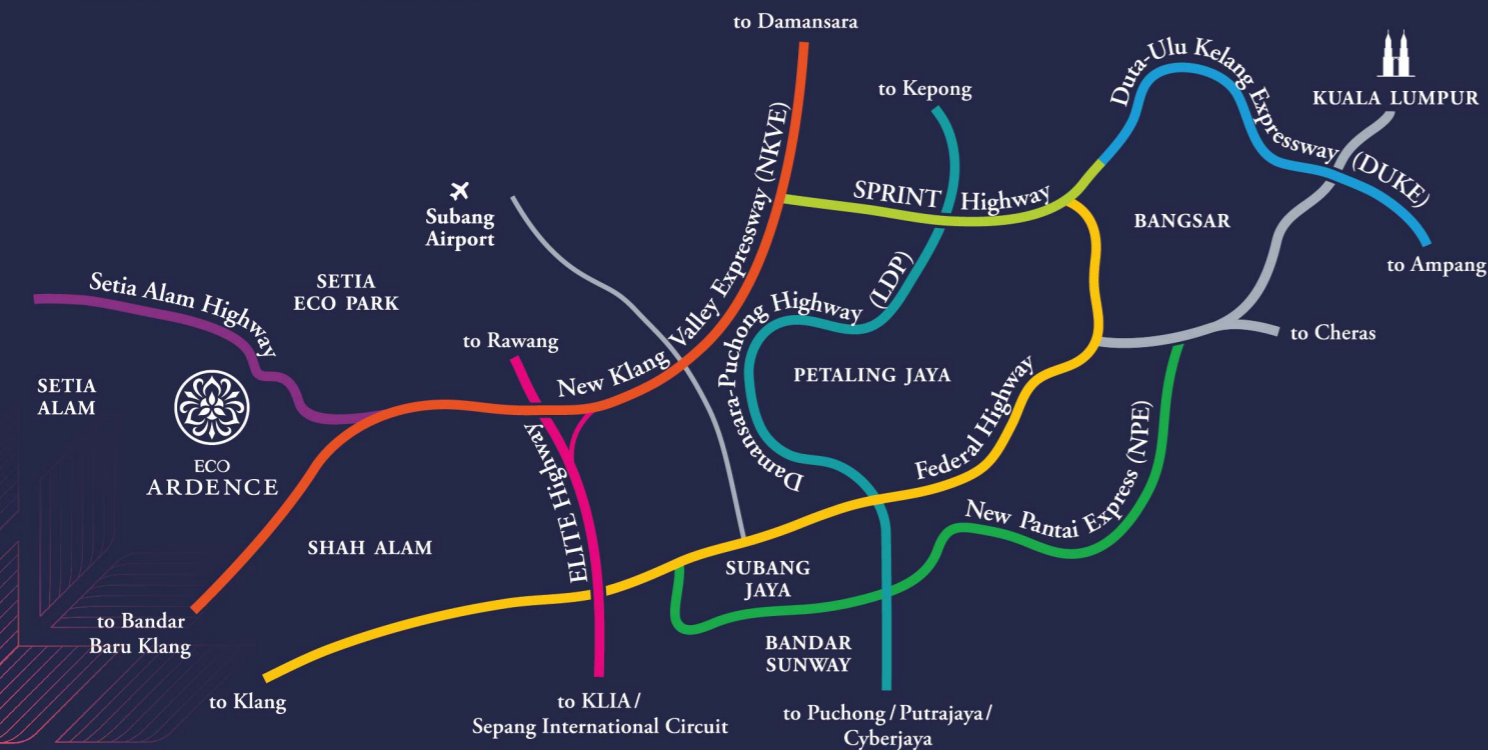 to Damansara
Duta-Ulu Kelang Expressway (DUKE)
KUALA LUMPUR
to Kepong
New Klang Valley Expressway (NKVE)
SPRINT Highway
Subang
Airport
BANGSAR
to Ampang
Setia Alam Highway
SETIA
ECO PARK
Damansara-Puchong Highway (LDP)
to Rawang
to Cheras
SETIA
ALAM
PETALING JAYA
ECO
ARDENCE
Federal Highway
ELITE Highway
New Pantai Express (NPE)
SHAH ALAM
SUBANG
JAYA
to Bandar
Baru Klang
BANDAR
SUNWAY
to Klang
to KLIA/
Sepang International Circuit
to Puchong/Putrajaya/
Cyberjaya